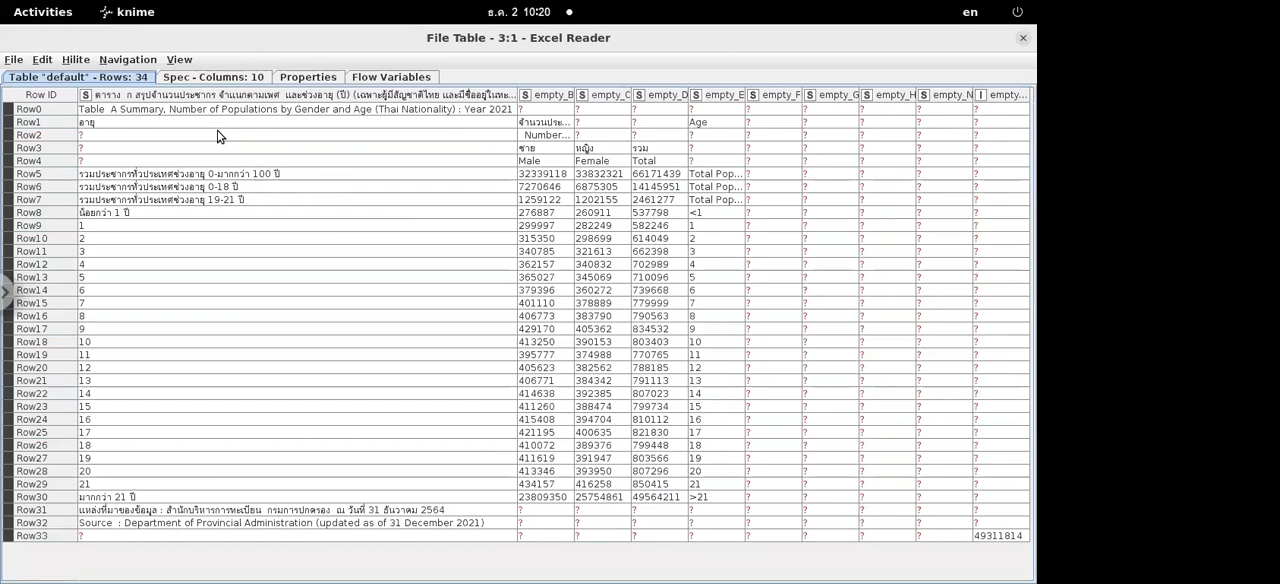 Activities knime ธ.ค. 2 10:20 en
File Table - 3:1 - Excel Reader
File Edit Hilite Navigation View
Table "default" - Rows: 34 Spec - Columns: 10 Properties Flow Variables
Row ID S ตาราง ก สรุปจำนวนประชากร จำแนกตามเพศ และช่วงอายุ (ปี) (เฉพาะผู้มีสัญชาติไทย และมีชื่ออยู่ในทะ... S empty_B S empty_C S empty_D S empty_E S empty_F S empty_G S empty_H S empty_N I empty...
Row0 Table A Summary, Number of Populations by Gender and Age (Thai Nationality) : Year 2021 ? ? ? ? ? ? ? ? ?
Row1 อายุ จำนวนประ... ? ? Age ? ? ? ? ?
Row2 ? Number... ? ? ? ? ? ? ? ?
Row3 ? ชาย หญิง รวม ? ? ? ? ? ?
Row4 ? Male Female Total ? ? ? ? ? ?
Row5 รวมประชากรทั่วประเทศช่วงอายุ 0-มากกว่า 100 ปี 32339118 33832321 66171439 Total Pop... ? ? ? ? ?
Row6 รวมประชากรทั่วประเทศช่วงอายุ 0-18 ปี 7270646 6875305 14145951 Total Pop... ? ? ? ? ?
Row7 รวมประชากรทั่วประเทศช่วงอายุ 19-21 ปี 1259122 1202155 2461277 Total Pop... ? ? ? ? ?
Row8 น้อยกว่า 1 ปี 276887 260911 537798 <1 ? ? ? ? ?
Row9 1 299997 282249 582246 1 ? ? ? ? ?
Row10 2 315350 298699 614049 2 ? ? ? ? ?
Row11 3 340785 321613 662398 3 ? ? ? ? ?
Row12 4 362157 340832 702989 4 ? ? ? ? ?
Row13 5 365027 345069 710096 5 ? ? ? ? ?
Row14 6 379396 360272 739668 6 ? ? ? ? ?
Row15 7 401110 378889 779999 7 ? ? ? ? ?
Row16 8 406773 383790 790563 8 ? ? ? ? ?
Row17 9 429170 405362 834532 9 ? ? ? ? ?
Row18 10 413250 390153 803403 10 ? ? ? ? ?
Row19 11 395777 374988 770765 11 ? ? ? ? ?
Row20 12 405623 382562 788185 12 ? ? ? ? ?
Row21 13 406771 384342 791113 13 ? ? ? ? ?
Row22 14 414638 392385 807023 14 ? ? ? ? ?
Row23 15 411260 388474 799734 15 ? ? ? ? ?
Row24 16 415408 394704 810112 16 ? ? ? ? ?
Row25 17 421195 400635 821830 17 ? ? ? ? ?
Row26 18 410072 389376 799448 18 ? ? ? ? ?
Row27 19 411619 391947 803566 19 ? ? ? ? ?
Row28 20 413346 393950 807296 20 ? ? ? ? ?
Row29 21 434157 416258 850415 21 ? ? ? ? ?
Row30 มากกว่า 21 ปี 23809350 25754861 49564211 >21 ? ? ? ? ?
Row31 แหล่งที่มาของข้อมูล : สำนักบริหารการทะเบียน กรมการปกครอง ณ วันที่ 31 ธันวาคม 2564 ? ? ? ? ? ? ? ? ?
Row32 Source : Department of Provincial Administration (updated as of 31 December 2021) ? ? ? ? ? ? ? ? ?
Row33 ? ? ? ? ? ? ? ? ? 49311814